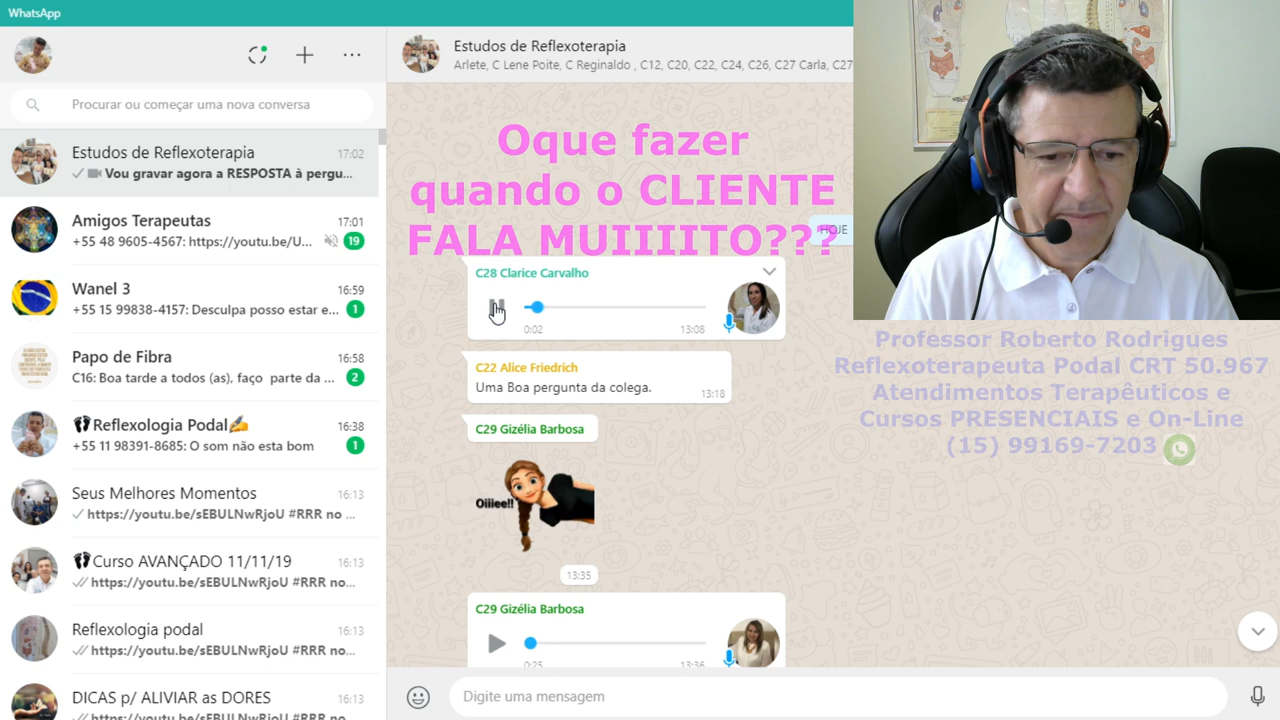 WhatsApp
Procurar ou começar uma nova conversa
Estudos de Reflexoterapia 17:02
Vou gravar agora a RESPOSTA à pergu...
Amigos Terapeutas 17:01
+55 48 9605-4567: https://youtu.be/U... 19
Wanel 3 16:59
+55 15 99838-4157: Desculpa posso estar e... 1
Papo de Fibra 16:58
C16: Boa tarde a todos (as), faço parte da ... 2
👣Reflexologia Podal✍ 16:38
+55 11 98391-8685: O som não esta bom 1
Seus Melhores Momentos 16:13
https://youtu.be/sEBULNwRjoU #RRR no ...
👣Curso AVANÇADO 11/11/19 16:13
https://youtu.be/sEBULNwRjoU #RRR no...
Reflexologia podal 16:13
https://youtu.be/sEBULNwRjoU #RRR no...
DICAS p/ ALIVIAR as DORES 16:13
https://youtu.be/sEBULNwRjoU #RRR no...
Estudos de Reflexoterapia
Arlete, C Lene Poite, C Reginaldo , C12, C20, C22, C24, C26, C27 Carla, C27
Oque fazer
quando o CLIENTE
FALA MUIIIITO???
HOJE
C28 Clarice Carvalho
0:02 13:08
C22 Alice Friedrich
Uma Boa pergunta da colega.
13:18
C29 Gizélia Barbosa
Oiiiee!!
13:35
C29 Gizélia Barbosa
0:25 13:36
Digite uma mensagem
Professor Roberto Rodrigues
Reflexoterapeuta Podal CRT 50.967
Atendimentos Terapêuticos e
Cursos PRESENCIAIS e On-Line
(15) 99169-7203